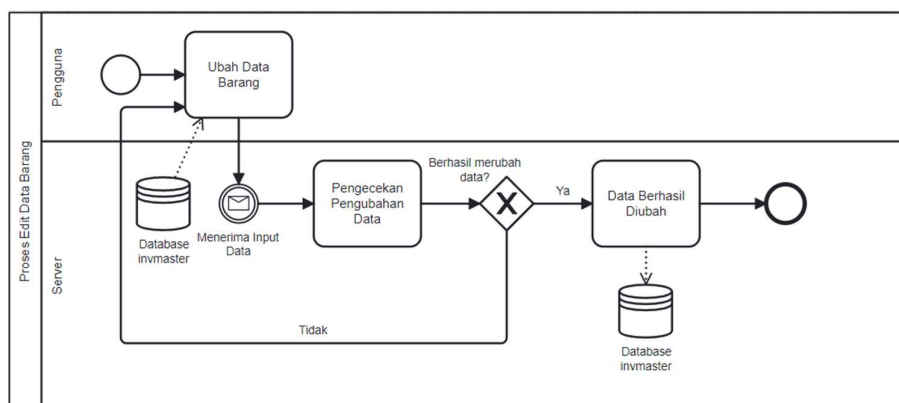 Proses Edit Data Barang
Pengguna
Ubah Data
Barang
Server
Database
invmaster
Menerima Input
Data
Pengecekan
Pengubahan
Data
Berhasil merubah
data?
Ya
Data Berhasil
Diubah
Tidak
Database
invmaster